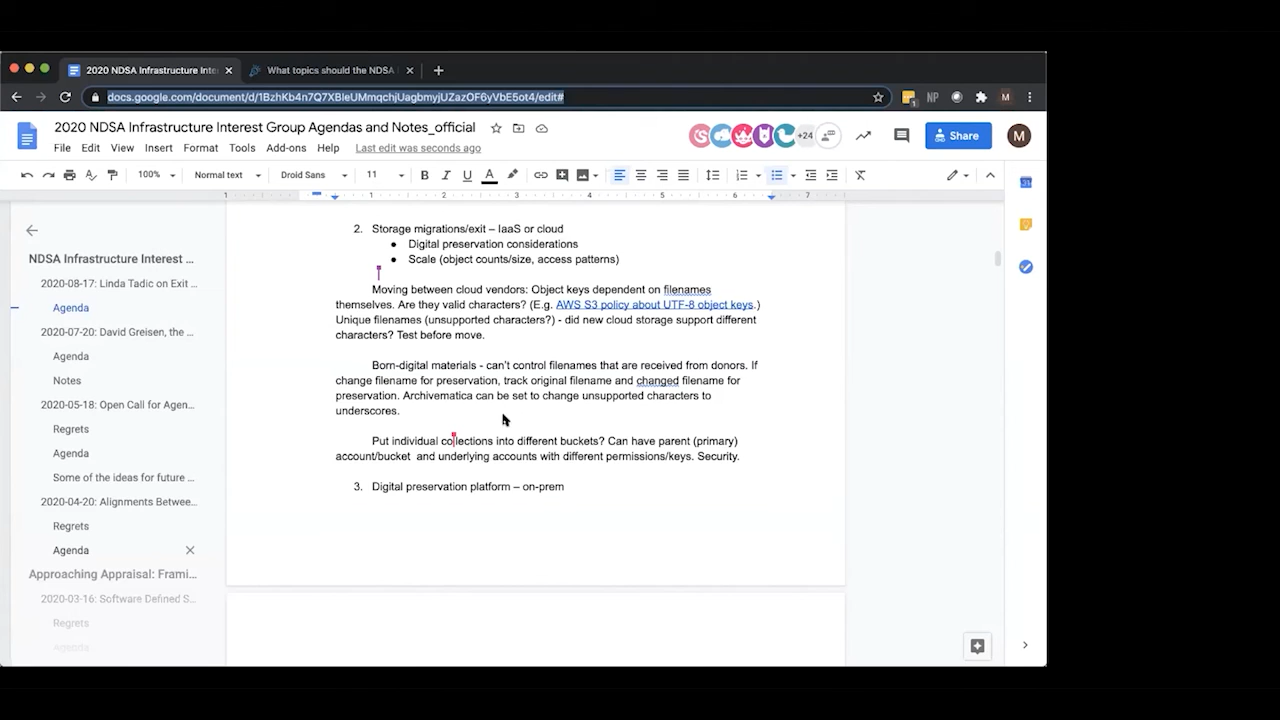 2020 NDSA Infrastructure Inte
What topics should the NDSA
docs.google.com/document/d/1BzhKb4n7Q7XBleUMmqchjUagbmyjUZazOF6yVbE5ot4/edit#
NP
M
2020 NDSA Infrastructure Interest Group Agendas and Notes_official
+24
Share
M
File Edit View Insert Format Tools Add-ons Help Last edit was seconds ago
100% Normal text Droid Sans 11 B I U A
1 1 2 3 4 5 6 7
NDSA Infrastructure Interest ...
2020-08-17: Linda Tadic on Exit ...
Agenda
2020-07-20: David Greisen, the ...
Agenda
Notes
2020-05-18: Open Call for Agen...
Regrets
Agenda
Some of the ideas for future ...
2020-04-20: Alignments Betwee...
Regrets
Agenda
Approaching Appraisal: Frami...
2020-03-16: Software Defined S...
Regrets
Agenda
2. Storage migrations/exit – IaaS or cloud
● Digital preservation considerations
● Scale (object counts/size, access patterns)
Moving between cloud vendors: Object keys dependent on filenames
themselves. Are they valid characters? (E.g. AWS S3 policy about UTF-8 object keys.)
Unique filenames (unsupported characters?) - did new cloud storage support different
characters? Test before move.
Born-digital materials - can't control filenames that are received from donors. If
change filename for preservation, track original filename and changed filename for
preservation. Archivematica can be set to change unsupported characters to
underscores.
Put individual collections into different buckets? Can have parent (primary)
account/bucket and underlying accounts with different permissions/keys. Security.
3. Digital preservation platform – on-prem